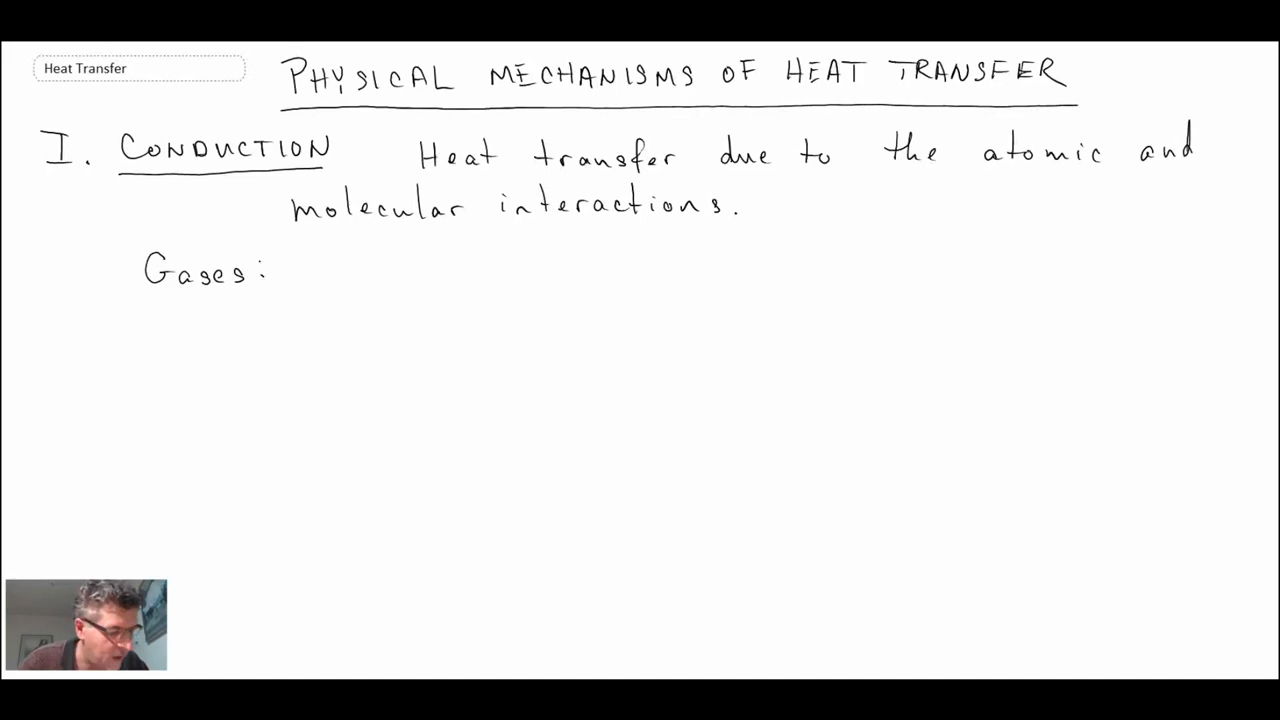 Heat Transfer
PHYSICAL MECHANISMS OF HEAT TRANSFER
I. CONDUCTION Heat transfer due to the atomic and
molecular interactions.
Gases: